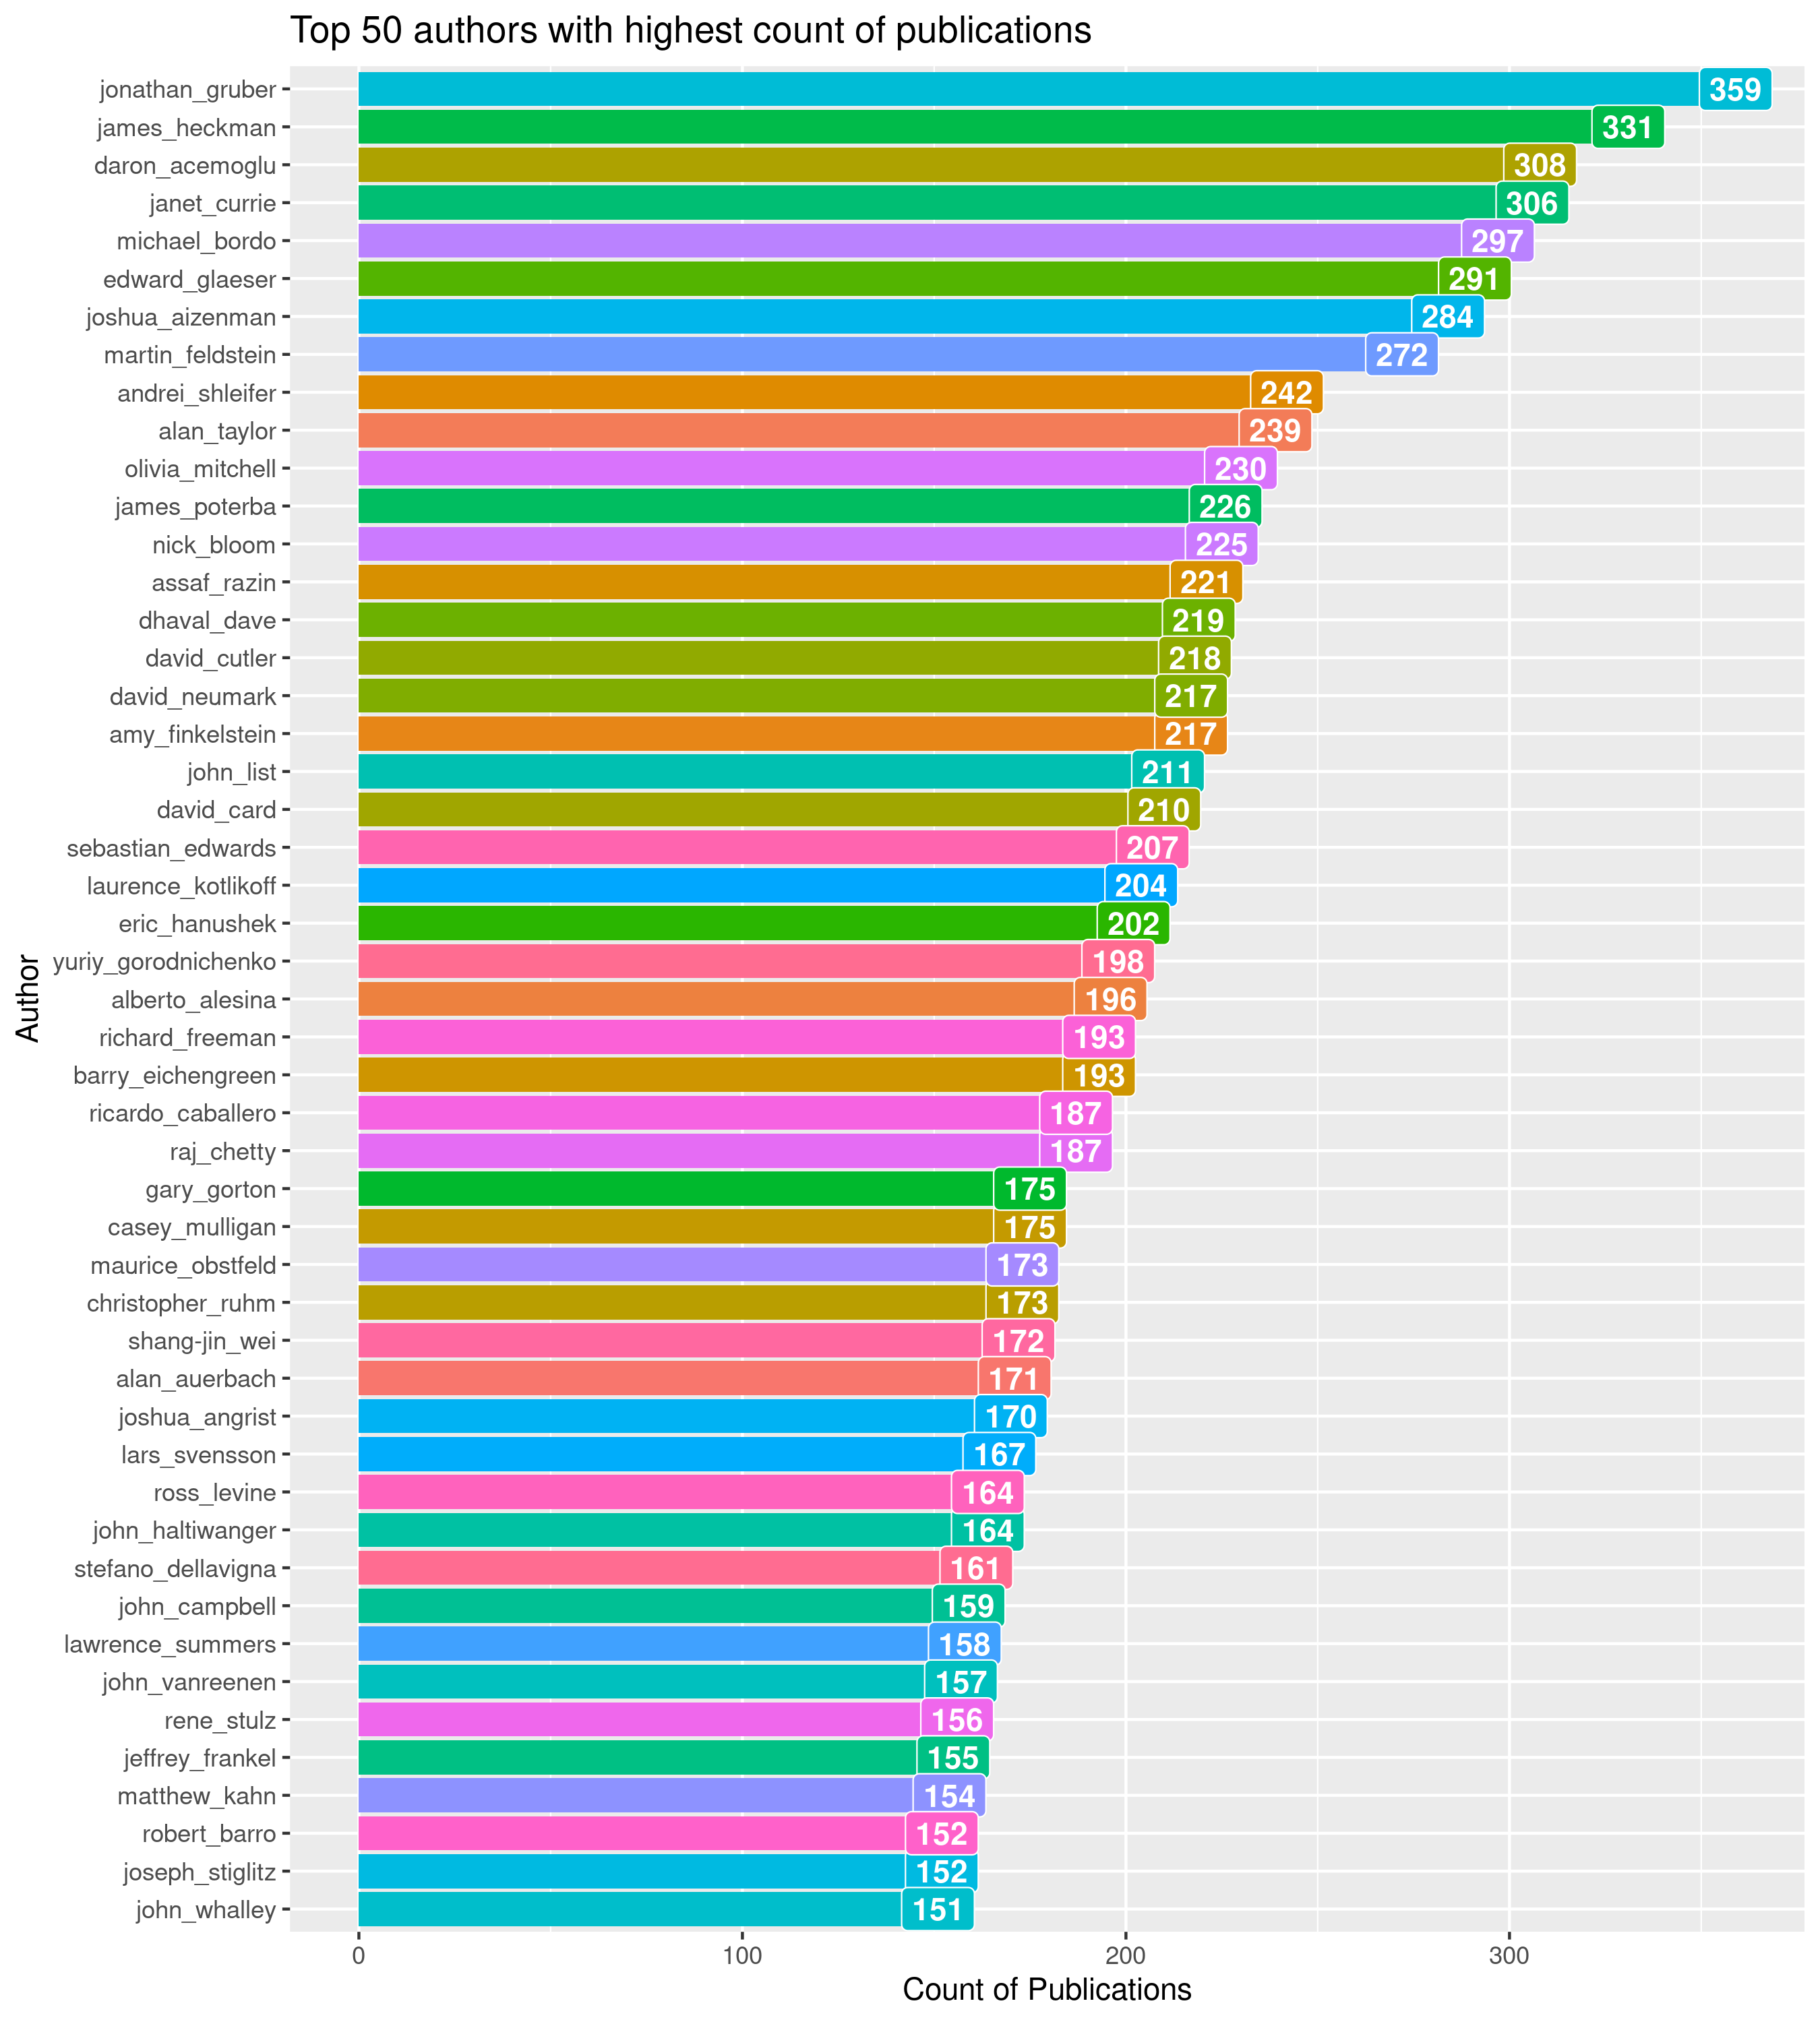 Top 50 authors with highest count of publications
jonathan_gruber 359
james_heckman 331
daron_acemoglu 308
janet_currie 306
michael_bordo 297
edward_glaeser 291
joshua_aizenman 284
martin_feldstein 272
andrei_shleifer 242
alan_taylor 239
olivia_mitchell 230
james_poterba 226
nick_bloom 225
assaf_razin 221
dhaval_dave 219
david_cutler 218
david_neumark 217
amy_finkelstein 217
john_list 211
david_card 210
sebastian_edwards 207
laurence_kotlikoff 204
eric_hanushek 202
yuriy_gorodnichenko 198
alberto_alesina 196
richard_freeman 193
barry_eichengreen 193
ricardo_caballero 187
raj_chetty 187
gary_gorton 175
casey_mulligan 175
maurice_obstfeld 173
christopher_ruhm 173
shang-jin_wei 172
alan_auerbach 171
joshua_angrist 170
lars_svensson 167
ross_levine 164
john_haltiwanger 164
stefano_dellavigna 161
john_campbell 159
lawrence_summers 158
john_vanreenen 157
rene_stulz 156
jeffrey_frankel 155
matthew_kahn 154
robert_barro 152
joseph_stiglitz 152
john_whalley 151
0 100 200 300
Count of Publications
Author